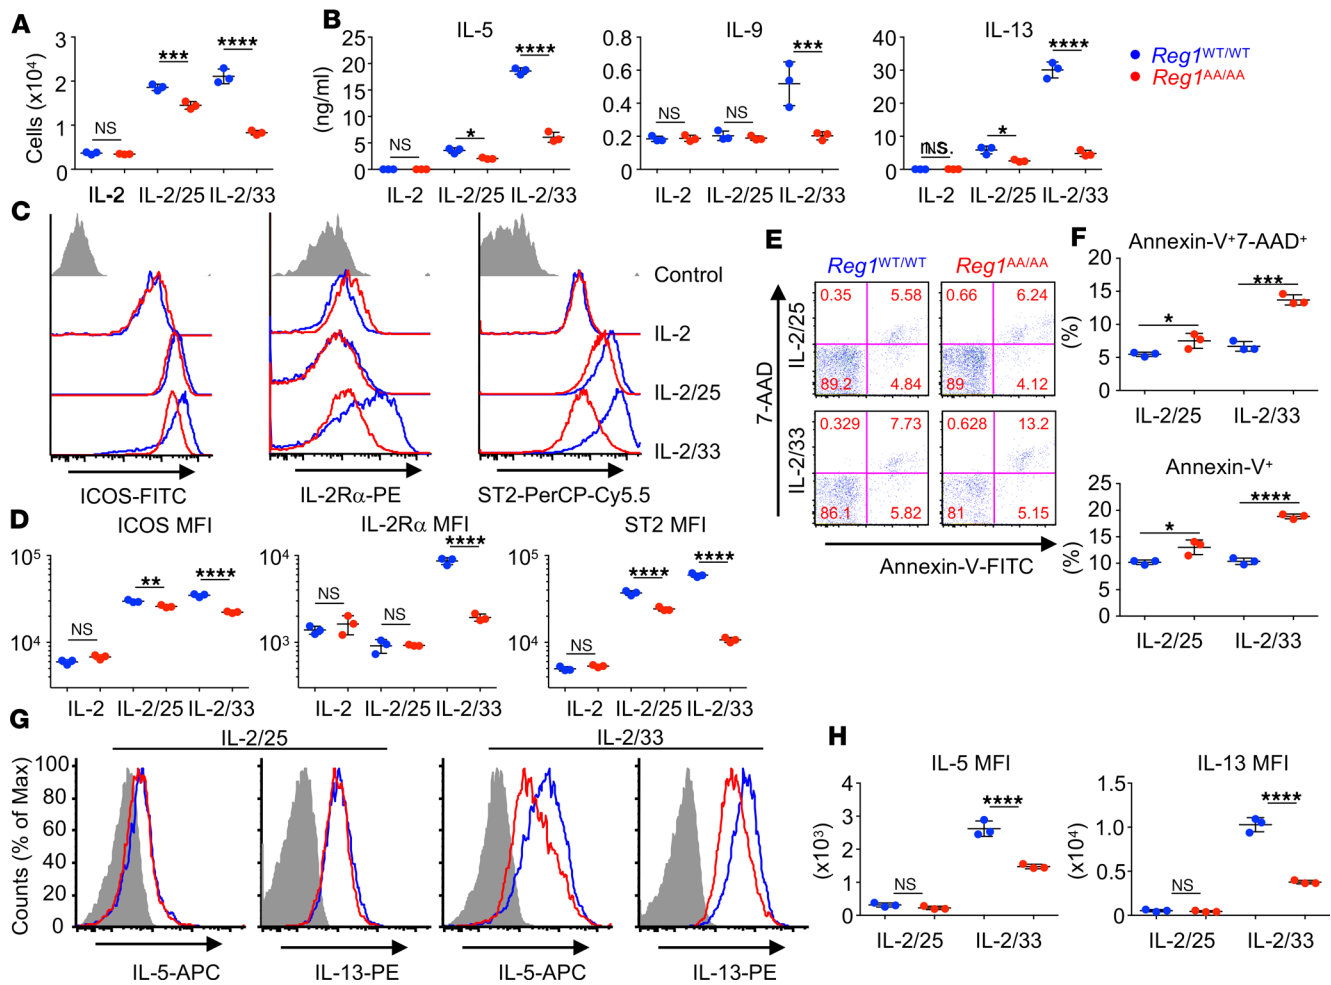 A
Cells (x10⁴)
3
2
1
0
NS
***
****
IL-2
IL-2/25
IL-2/33
B
(ng/ml)
IL-5
25
20
15
10
5
0
NS
*
****
IL-2
IL-2/25
IL-2/33
IL-9
0.8
0.6
0.4
0.2
0
NS
NS
***
IL-2
IL-2/25
IL-2/33
IL-13
40
30
20
10
0
*
****
IL-2
IL-2/25
IL-2/33
Reg1WT/WT
Reg1AA/AA
C
Control
IL-2
IL-2/25
IL-2/33
ICOS-FITC
IL-2Rα-PE
ST2-PerCP-Cy5.5
D
ICOS MFI
10⁵
10⁴
NS
**
****
IL-2
IL-2/25
IL-2/33
IL-2Rα MFI
10⁴
10³
NS
NS
****
IL-2
IL-2/25
IL-2/33
ST2 MFI
10⁵
10⁴
NS
****
****
IL-2
IL-2/25
IL-2/33
E
Reg1WT/WT
Reg1AA/AA
7-AAD
IL-2/25
0.35 5.58
89.2 4.84
0.66 6.24
89 4.12
IL-2/33
0.329 7.73
86.1 5.82
0.628 13.2
81 5.15
Annexin-V-FITC
F
Annexin-V⁺7-AAD⁺
(%)
20
15
10
5
0
*
***
IL-2/25
IL-2/33
Annexin-V⁺
(%)
25
20
15
10
5
0
*
****
IL-2/25
IL-2/33
G
IL-2/25
IL-2/33
Counts (% of Max)
100
80
60
40
20
0
IL-5-APC
IL-13-PE
IL-5-APC
IL-13-PE
H
IL-5 MFI
(x10³)
4
3
2
1
0
NS
****
IL-2/25
IL-2/33
IL-13 MFI
(x10⁴)
1.5
1.0
0.5
0
NS
****
IL-2/25
IL-2/33